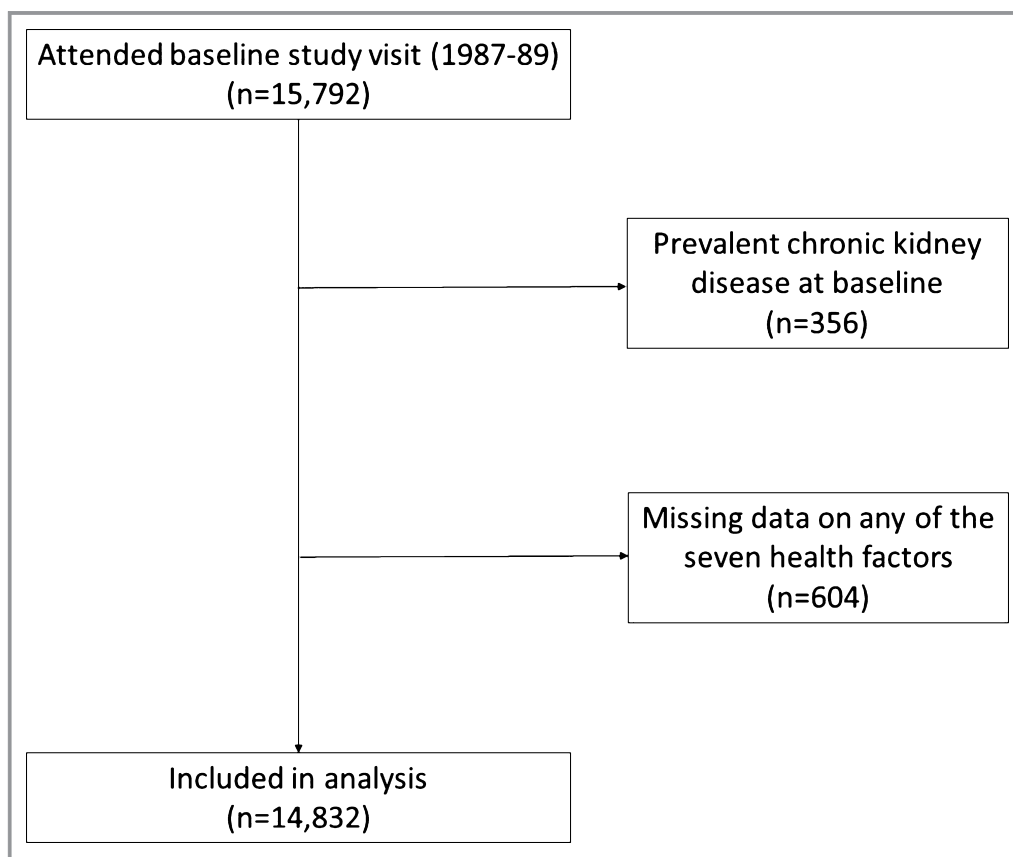 Attended baseline study visit (1987-89)
(n=15,792)
Prevalent chronic kidney
disease at baseline
(n=356)
Missing data on any of the
seven health factors
(n=604)
Included in analysis
(n=14,832)